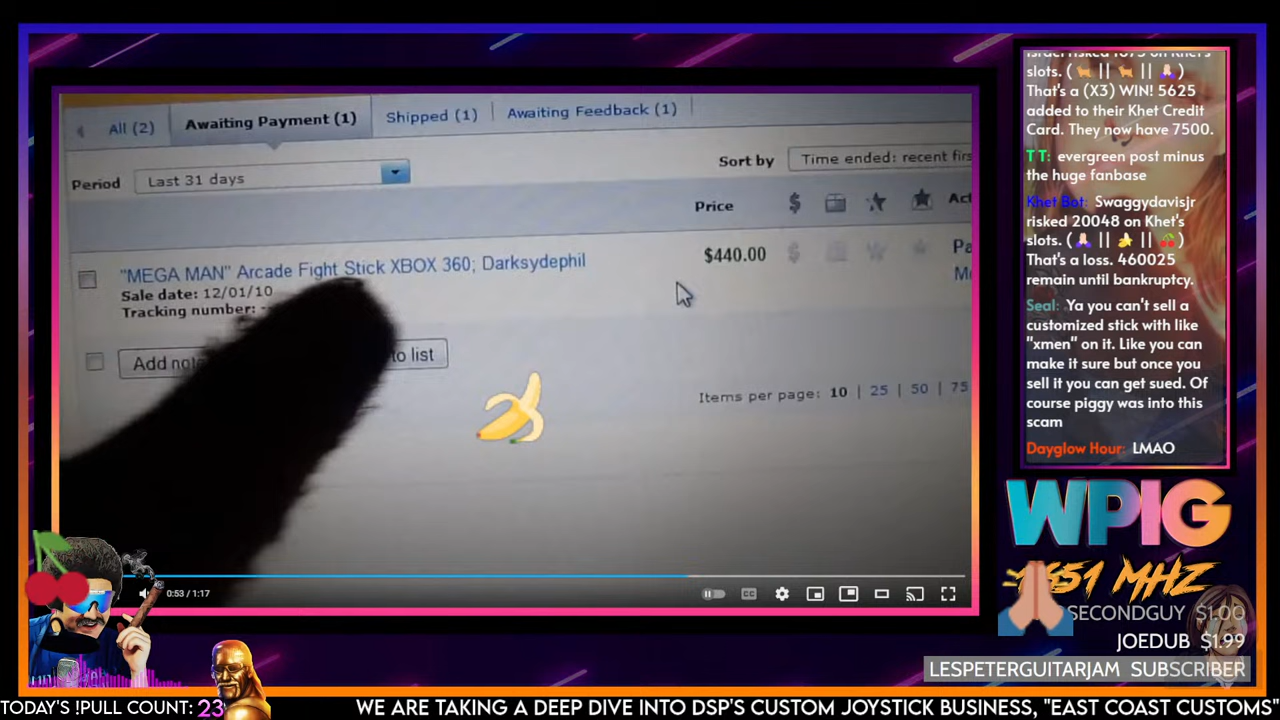 All (2)
Awaiting Payment (1)
Shipped (1)
Awaiting Feedback (1)
Period
Last 31 days
Sort by
Time ended: recent firs
Price
$
Act
"MEGA MAN" Arcade Fight Stick XBOX 360; Darksydephil
$440.00
$
Pa
Sale date: 12/01/10
Tracking number: -
Add note
to list
Items per page: 10 | 25 | 50 | 75
0:53 / 1:17
CC
slots. (🐕 || 🐕 || 🙏)
That's a (X3) WIN! 5625
added to their Khet Credit
Card. They now have 7500.
T T: evergreen post minus
the huge fanbase
Khet Bot: Swaggydavisjr
risked 20048 on Khet's
slots. (🙏 || 🍌 || 🍒)
That's a loss. 460025
remain until bankruptcy.
Seal: Ya you can't sell a
customized stick with like
"xmen" on it. Like you can
make it sure but once you
sell it you can get sued. Of
course piggy was into this
scam
Dayglow Hour: LMAO
WPIG
651 MHZ
SECONDGUY $1.00
JOEDUB $1.99
LESPETERGUITARJAM SUBSCRIBER
TODAY'S !PULL COUNT: 23
WE ARE TAKING A DEEP DIVE INTO DSP'S CUSTOM JOYSTICK BUSINESS, "EAST COAST CUSTOMS"